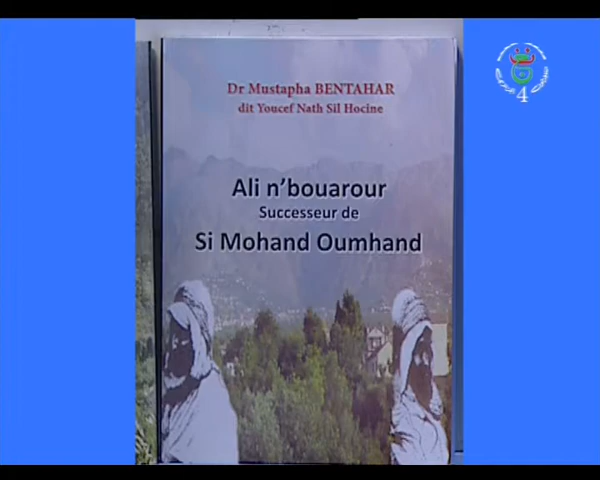 Dr Mustapha BENTAHAR
dit Youcef Nath Sil Hocine
Ali n'bouarour
Successeur de
Si Mohand Oumhand
4